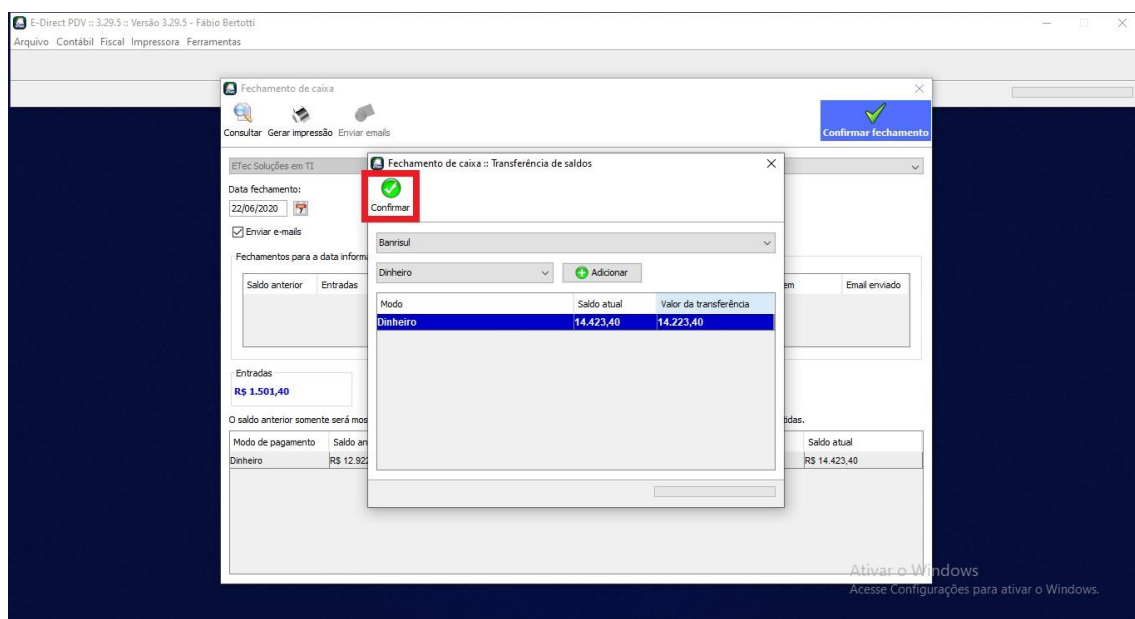 E-Direct PDV :: 3.29.5 :: Versão 3.29.5 - Fábio Bertotti
Arquivo Contábil Fiscal Impressora Ferramentas
Fechamento de caixa
Consultar Gerar impressão Enviar emails
Confirmar fechamento
ETec Soluções em TI
Data fechamento:
22/06/2020
Enviar e-mails
Fechamentos para a data inform
Saldo anterior Entradas
Email enviado
Entradas
R$ 1.501,40
O saldo anterior somente será mos
Modo de pagamento Saldo an
Saldo atual
Dinheiro R$ 12.922
R$ 14.423,40
Fechamento de caixa :: Transferência de saldos
Confirmar
Banrisul
Dinheiro Adicionar
Modo Saldo atual Valor da transferência
Dinheiro 14.423,40 14.223,40
Ativar o Windows
Acesse Configurações para ativar o Windows.